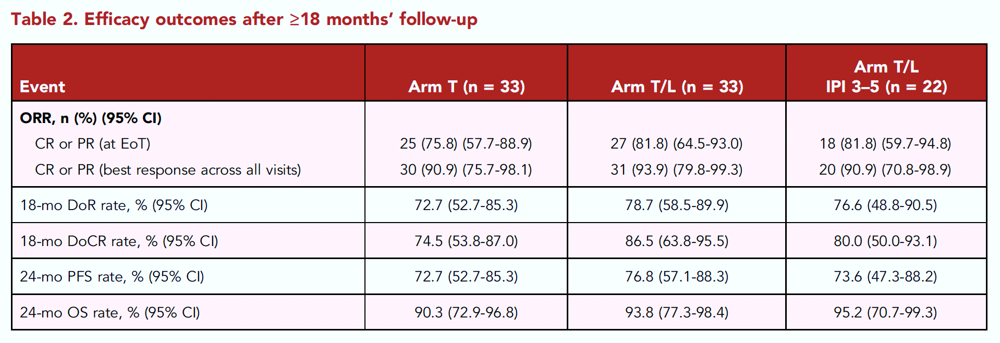 Table 2. Efficacy outcomes after ≥18 months’ follow-up
Event Arm T (n = 33) Arm T/L (n = 33) Arm T/L IPI 3–5 (n = 22)
ORR, n (%) (95% CI)
CR or PR (at EoT) 25 (75.8) (57.7-88.9) 27 (81.8) (64.5-93.0) 18 (81.8) (59.7-94.8)
CR or PR (best response across all visits) 30 (90.9) (75.7-98.1) 31 (93.9) (79.8-99.3) 20 (90.9) (70.8-98.9)
18-mo DoR rate, % (95% CI) 72.7 (52.7-85.3) 78.7 (58.5-89.9) 76.6 (48.8-90.5)
18-mo DoCR rate, % (95% CI) 74.5 (53.8-87.0) 86.5 (63.8-95.5) 80.0 (50.0-93.1)
24-mo PFS rate, % (95% CI) 72.7 (52.7-85.3) 76.8 (57.1-88.3) 73.6 (47.3-88.2)
24-mo OS rate, % (95% CI) 90.3 (72.9-96.8) 93.8 (77.3-98.4) 95.2 (70.7-99.3)